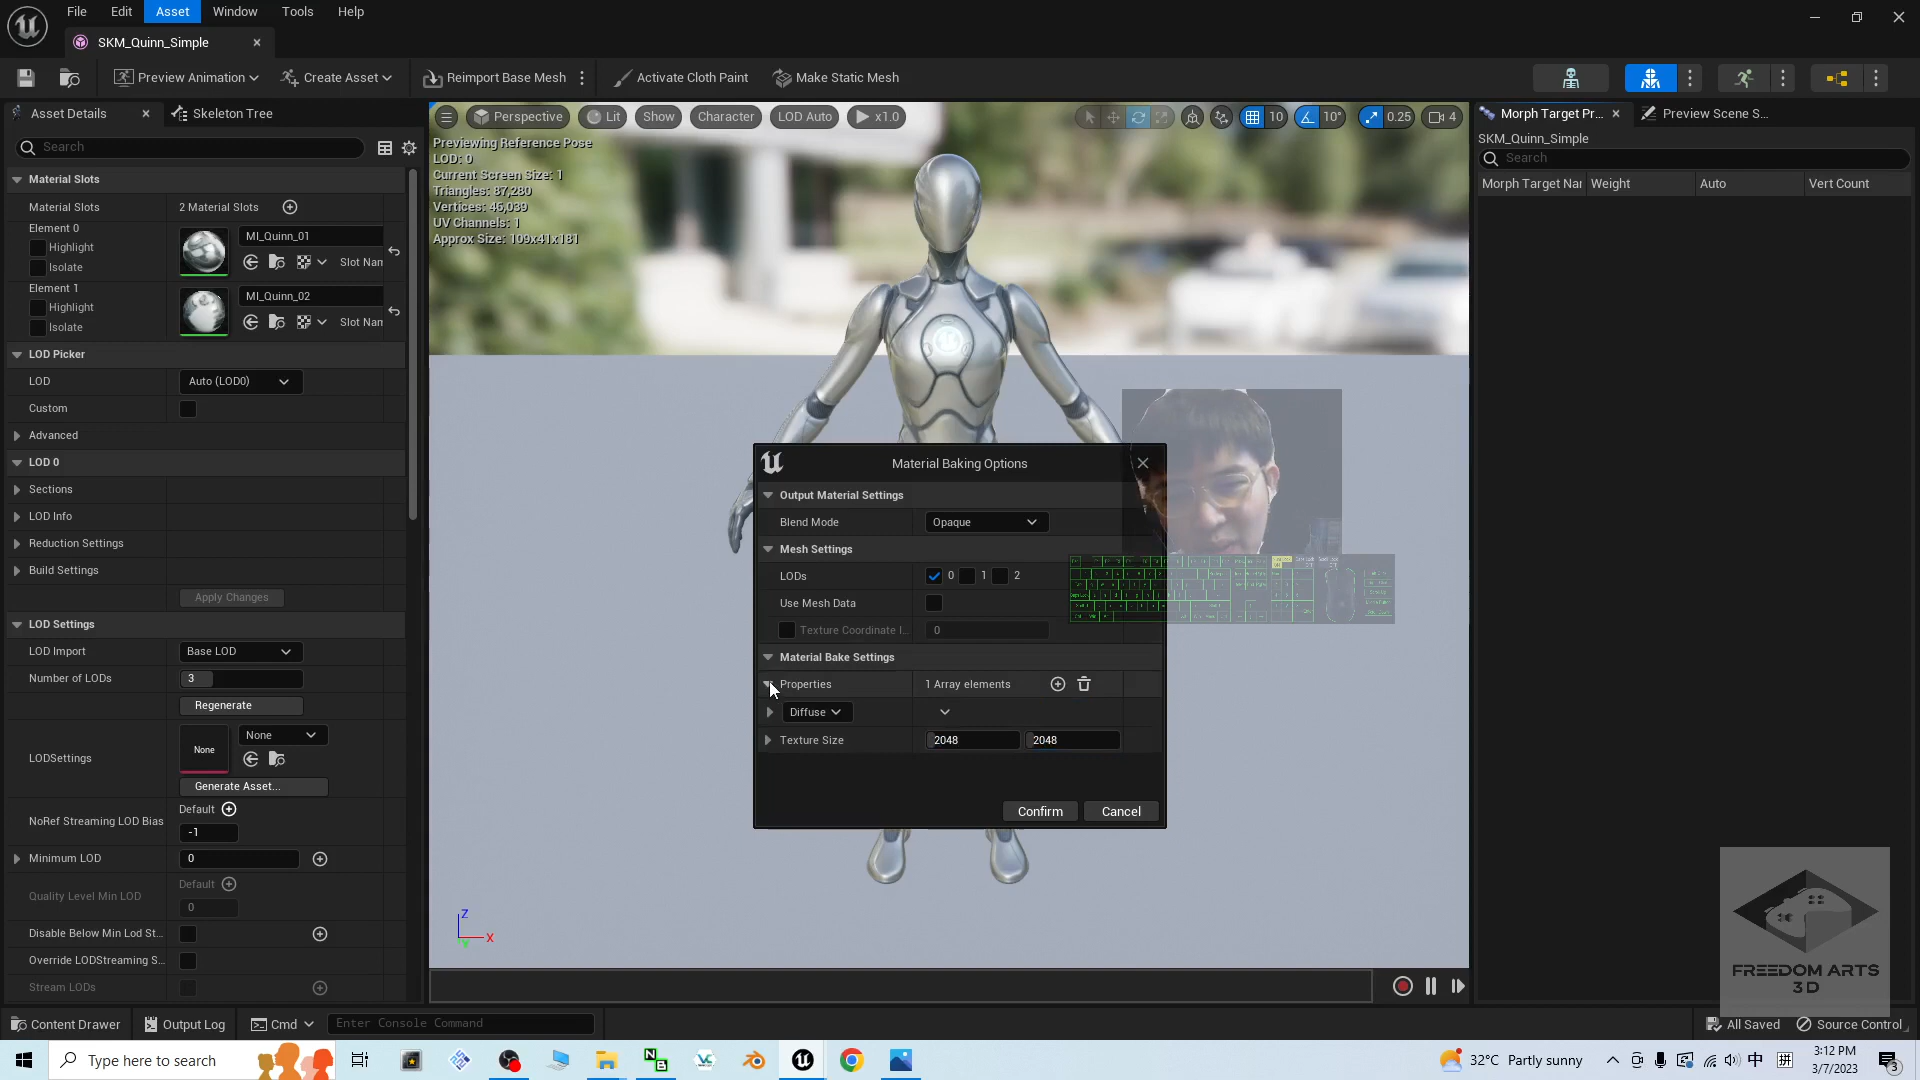 File Edit Asset Window Tools Help
SKM_Quinn_Simple
Preview Animation Create Asset Reimport Base Mesh Activate Cloth Paint Make Static Mesh
Asset Details Skeleton Tree
Search
Material Slots
Material Slots 2 Material Slots
Element 0
Highlight
Isolate
MI_Quinn_01
Slot Nam
Element 1
Highlight
Isolate
MI_Quinn_02
Slot Nam
LOD Picker
LOD Auto (LOD0)
Custom
Advanced
LOD 0
Sections
LOD Info
Reduction Settings
Build Settings
Apply Changes
LOD Settings
LOD Import Base LOD
Number of LODs 3
Regenerate
LODSettings None None
Generate Asset...
NoRef Streaming LOD Bias Default
-1
Minimum LOD 0
Quality Level Min LOD Default
0
Disable Below Min Lod St...
Override LODStreaming S...
Stream LODs
Perspective Lit Show Character LOD Auto x1.0 10 10° 0.25 4
Previewing Reference Pose
LOD: 0
Current Screen Size: 1
Triangles: 87,280
Vertices: 46,039
UV Channels: 1
Approx Size: 109x41x181
Material Baking Options
Output Material Settings
Blend Mode Opaque
Mesh Settings
LODs 0 1 2
Use Mesh Data
Texture Coordinate I... 0
Material Bake Settings
Properties 1 Array elements
Diffuse
Texture Size 2048 2048
Confirm Cancel
Z
X
Y
Morph Target Pr... Preview Scene S...
SKM_Quinn_Simple
Search
Morph Target Nar Weight Auto Vert Count
FREEDOM ARTS
3D
Content Drawer Output Log Cmd Enter Console Command
All Saved Source Control
Type here to search
32°C Partly sunny
中 拼
3:12 PM
3/7/2023
3